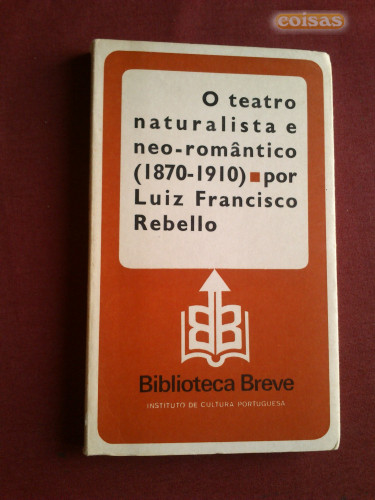 coisas
O teatro
naturalista e
neo-romântico
(1870-1910) ■ por
Luiz Francisco
Rebello
BB
Biblioteca Breve
INSTITUTO DE CULTURA PORTUGUESA